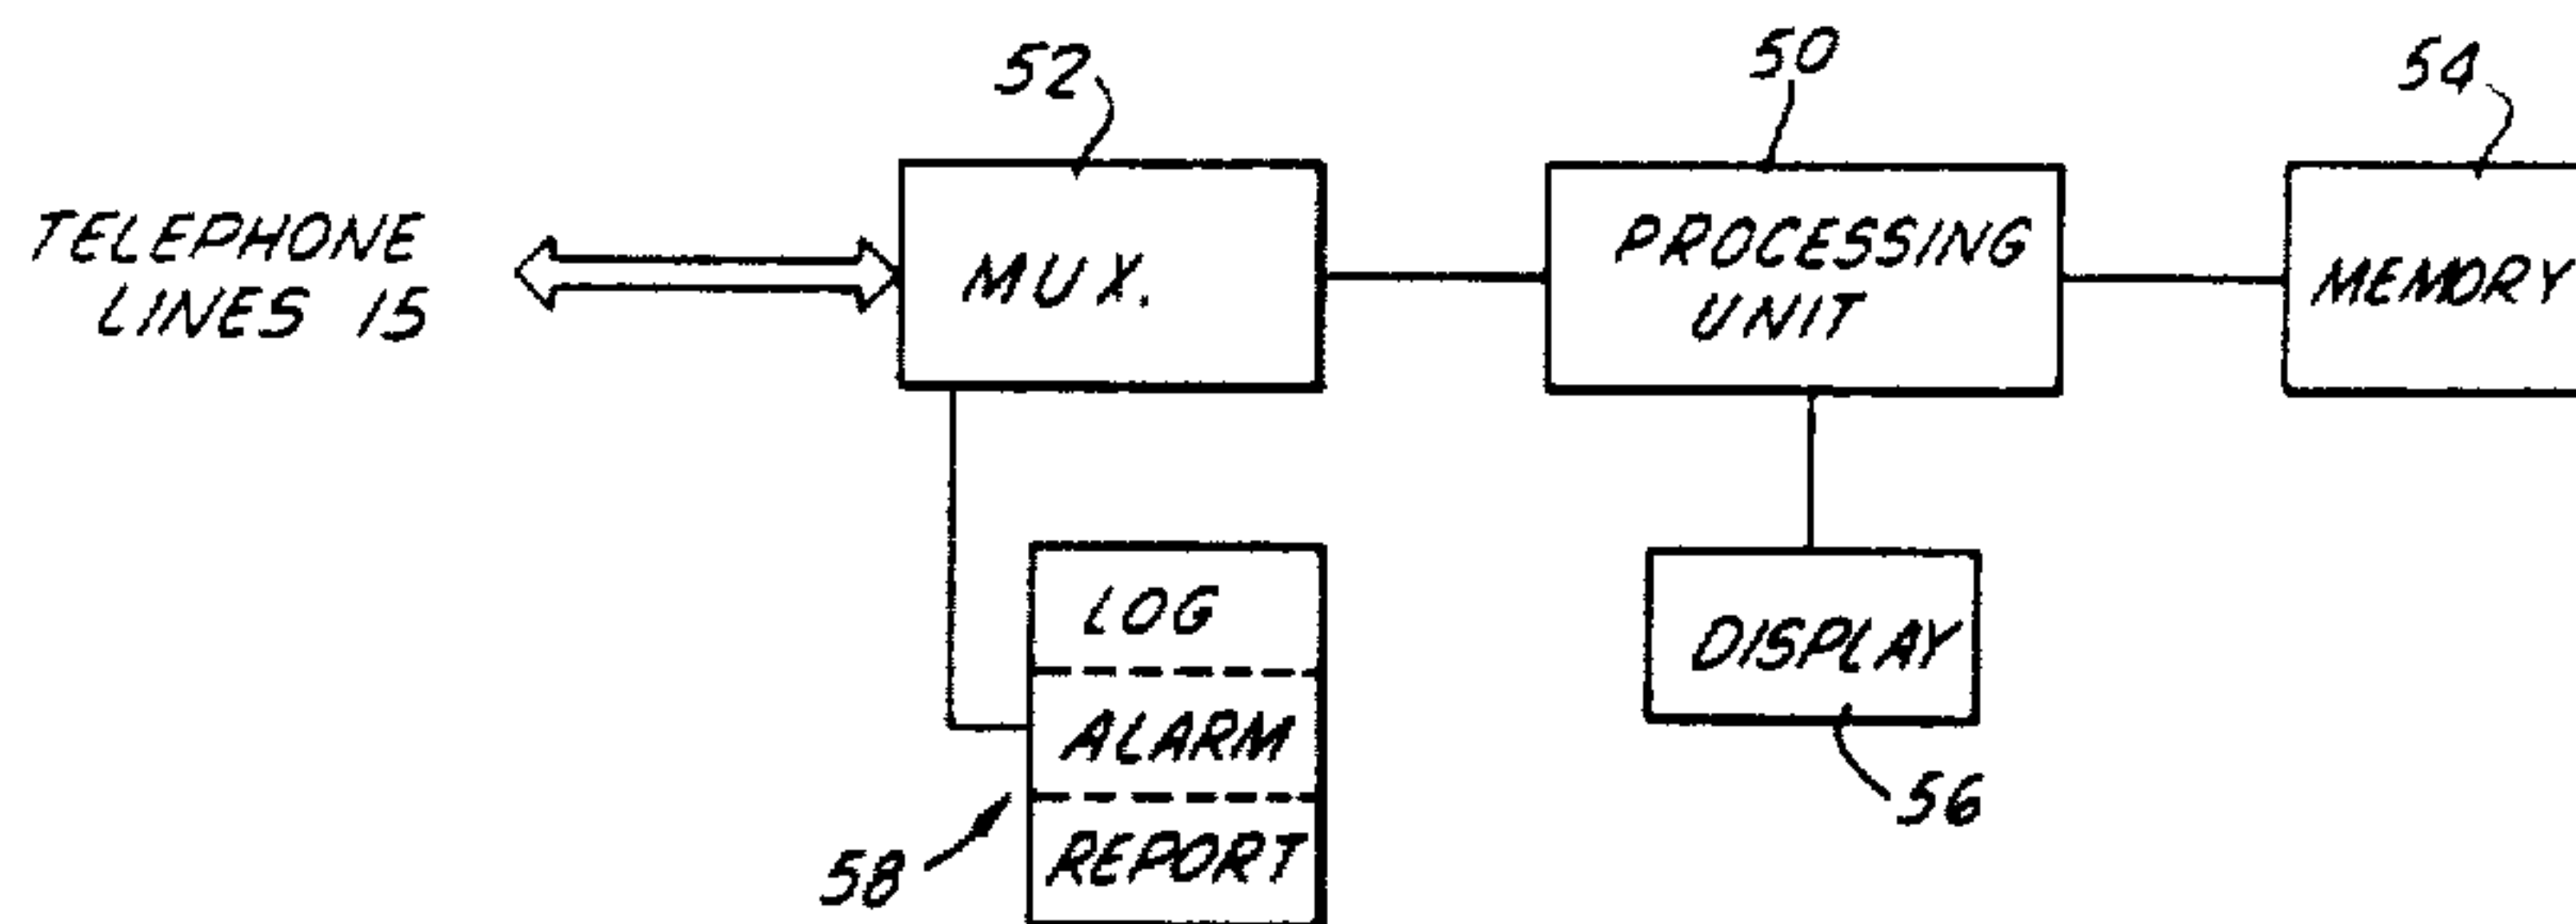 52
50
54
TELEPHONE
LINES 15
MUX.
PROCESSING
UNIT
MEMORY
LOG
ALARM
REPORT
DISPLAY
58
56